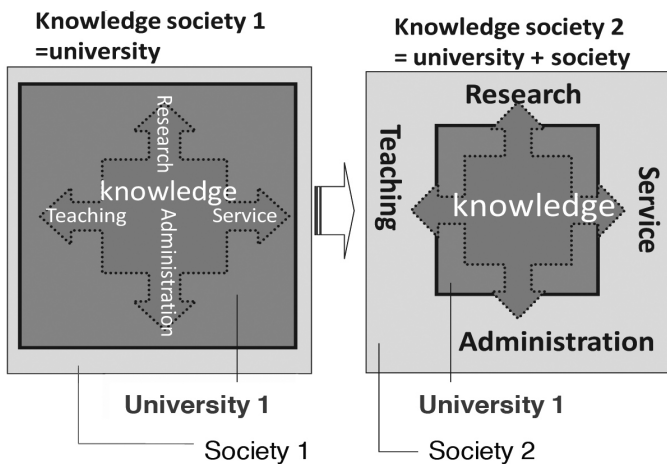 Knowledge society 1
=university
Research
knowledge
Teaching
Service
Administration
University 1
Society 1
Knowledge society 2
= university + society
Research
Teaching
knowledge
Service
Administration
University 1
Society 2